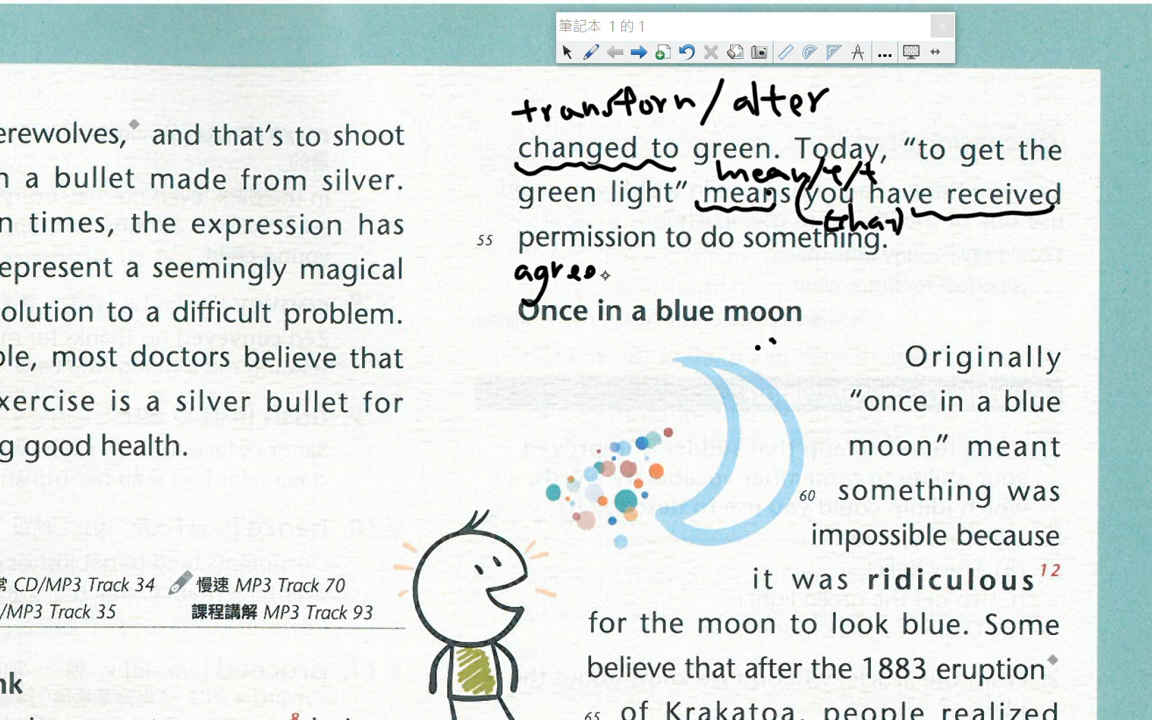 筆記本 1 的 1
erewolves, and that's to shoot
n a bullet made from silver.
n times, the expression has
epresent a seemingly magical
olution to a difficult problem.
ole, most doctors believe that
xercise is a silver bullet for
ng good health.
常 CD/MP3 Track 34 慢速 MP3 Track 70
/MP3 Track 35 課程講解 MP3 Track 93
nk
8
transforn/alter
changed to green. Today, “to get the
mean/t/t
green light” means (you have received
(that)
55 permission to do something.
agree
Once in a blue moon
Originally
“once in a blue
moon” meant
60 something was
impossible because
it was ridiculous 12
for the moon to look blue. Some
believe that after the 1883 eruption
65 of Krakatoa, people realized